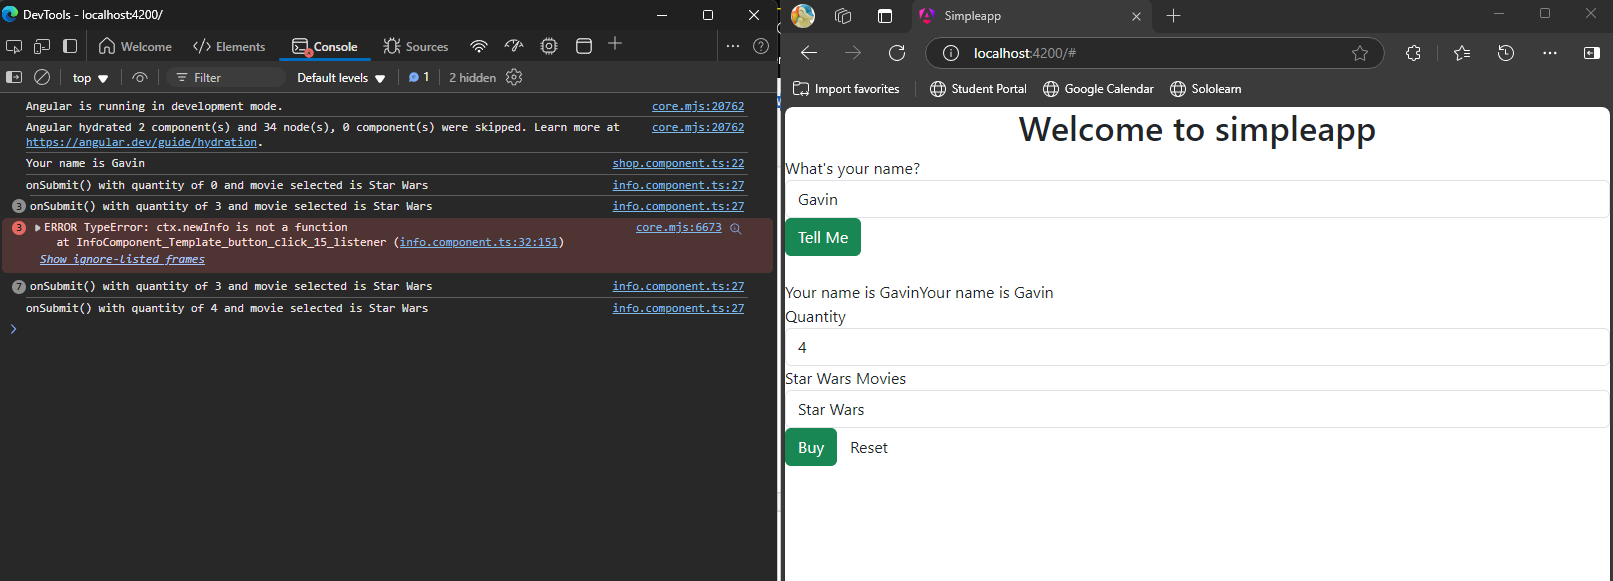 DevTools - localhost:4200/
Welcome
Elements
Console
Sources
top
Filter
Default levels
1
2 hidden
Angular is running in development mode.
core.mjs:20762
Angular hydrated 2 component(s) and 34 node(s), 0 component(s) were skipped. Learn more at
core.mjs:20762
https://angular.dev/guide/hydration.
Your name is Gavin
shop.component.ts:22
onSubmit() with quantity of 0 and movie selected is Star Wars
info.component.ts:27
3 onSubmit() with quantity of 3 and movie selected is Star Wars
info.component.ts:27
3 ERROR TypeError: ctx.newInfo is not a function
core.mjs:6673
at InfoComponent_Template_button_click_15_listener (info.component.ts:32:151)
Show ignore-listed frames
7 onSubmit() with quantity of 3 and movie selected is Star Wars
info.component.ts:27
onSubmit() with quantity of 4 and movie selected is Star Wars
info.component.ts:27
Simpleapp
localhost:4200/#
Import favorites
Student Portal
Google Calendar
Sololearn
Welcome to simpleapp
What's your name?
Gavin
Tell Me
Your name is GavinYour name is Gavin
Quantity
4
Star Wars Movies
Star Wars
Buy
Reset